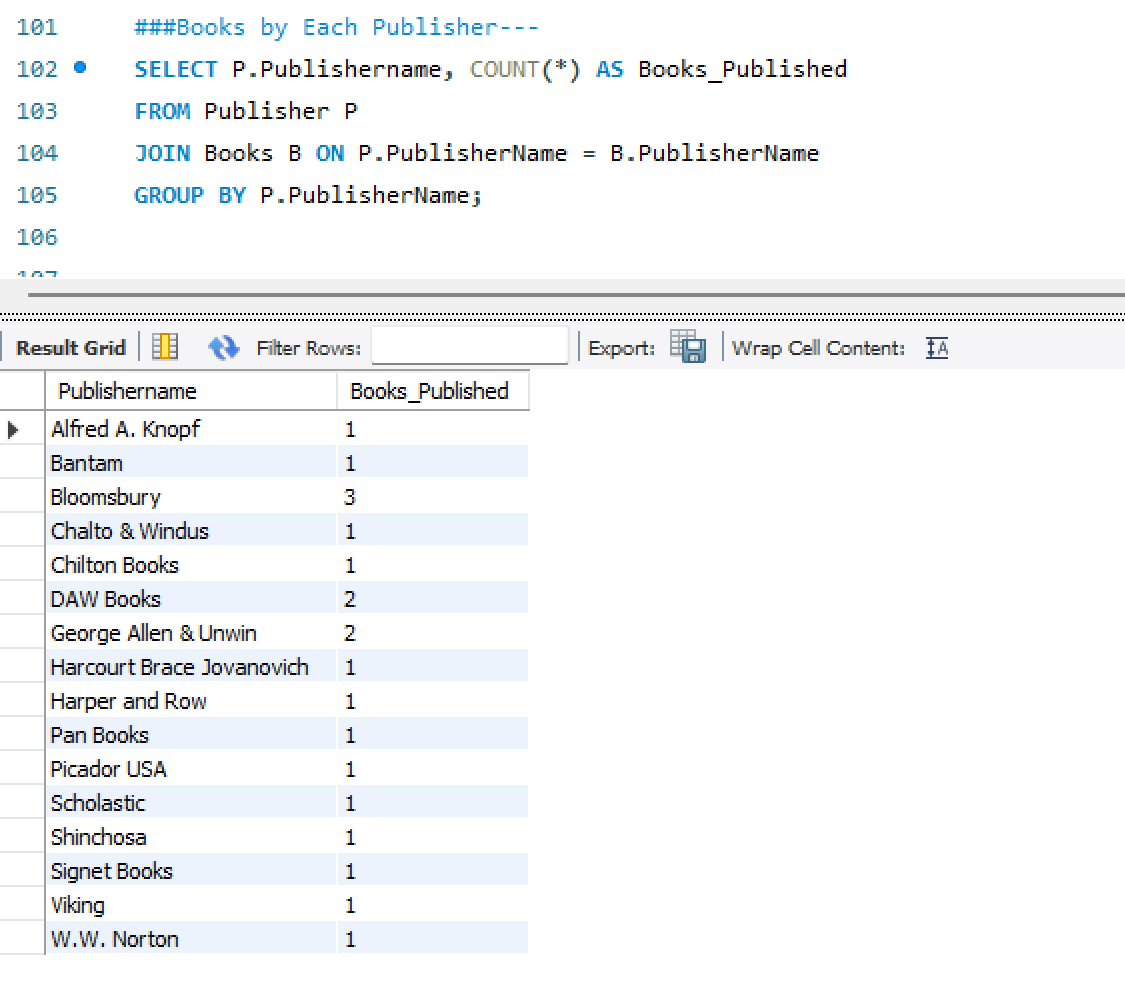 101 ###Books by Each Publisher---
102 SELECT P.Publishername, COUNT(*) AS Books_Published
103 FROM Publisher P
104 JOIN Books B ON P.PublisherName = B.PublisherName
105 GROUP BY P.PublisherName;
106
107
Result Grid Filter Rows: Export: Wrap Cell Content: IA
Publishername Books_Published
Alfred A. Knopf 1
Bantam 1
Bloomsbury 3
Chalto & Windus 1
Chilton Books 1
DAW Books 2
George Allen & Unwin 2
Harcourt Brace Jovanovich 1
Harper and Row 1
Pan Books 1
Picador USA 1
Scholastic 1
Shinchosa 1
Signet Books 1
Viking 1
W.W. Norton 1